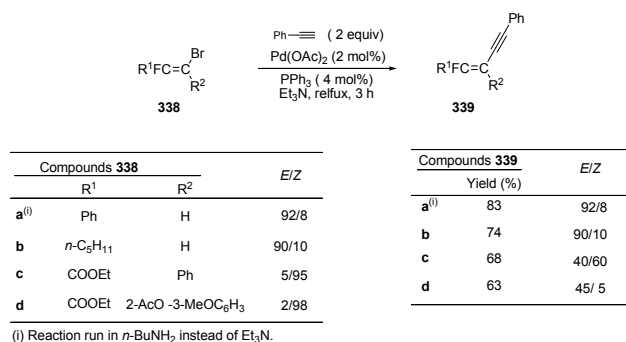 Ph
Br
R1FC=C
R2
338
Ph ( 2 equiv)
Pd(OAc)2 (2 mol%)
PPh3 ( 4 mol%)
Et3N, relfux, 3 h
Ph
R1FC=C
R2
339
Compounds 338 E/Z
R1 R2
a(i) Ph H 92/8
b n-C5H11 H 90/10
c COOEt Ph 5/95
d COOEt 2-AcO -3-MeOC6H3 2/98
(i) Reaction run in n-BuNH2 instead of Et3N.
Compounds 339 E/Z
Yield (%)
a(i) 83 92/8
b 74 90/10
c 68 40/60
d 63 45/ 5